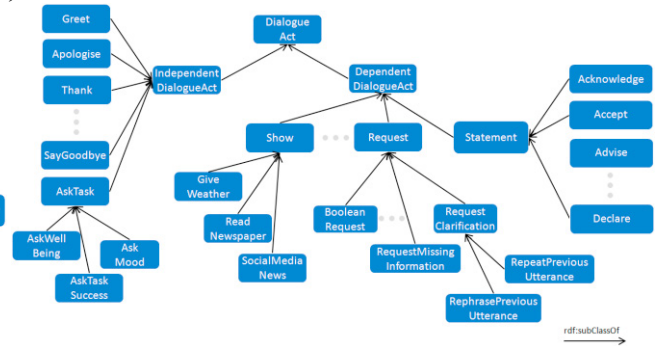 Greet
Dialogue
Act
Apologise
Independent
DialogueAct
Dependent
DialogueAct
Acknowledge
Thank
Accept
Show
Request
Statement
SayGoodbye
Advise
Give
Weather
AskTask
Boolean
Request
Request
Clarification
Declare
Read
Newspaper
AskWell
Being
Ask
Mood
SocialMedia
News
RequestMissing
Information
RepeatPrevious
Utterance
AskTask
Success
RephrasePrevious
Utterance
rdf:subClassOf